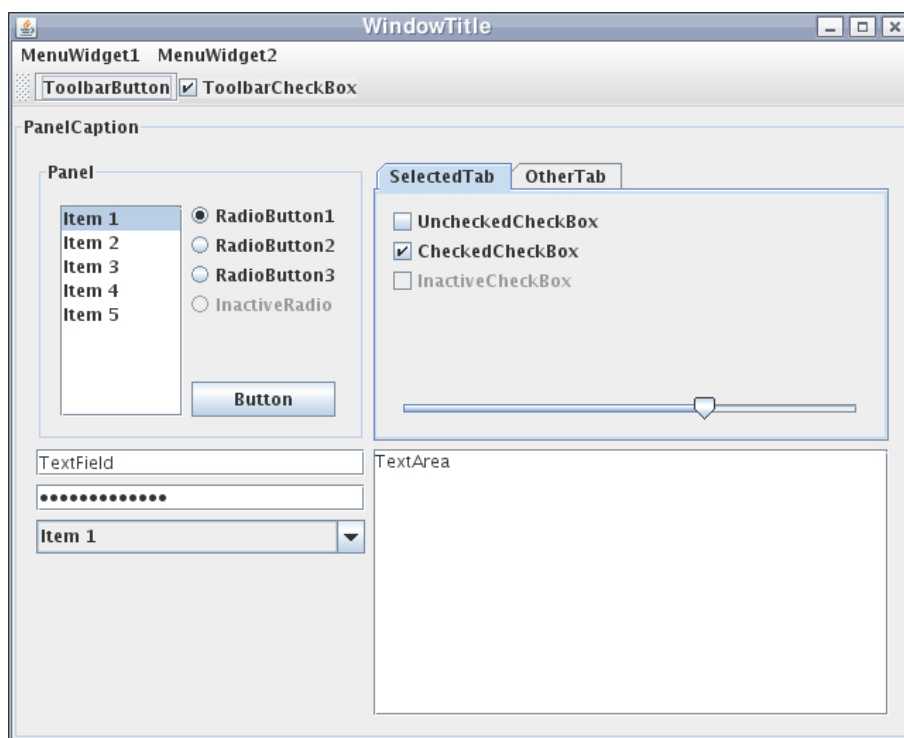 WindowTitle
MenuWidget1 MenuWidget2
ToolbarButton ToolbarCheckBox
PanelCaption
Panel
Item 1
Item 2
Item 3
Item 4
Item 5
RadioButton1
RadioButton2
RadioButton3
InactiveRadio
Button
SelectedTab OtherTab
UncheckedCheckBox
CheckedCheckBox
InactiveCheckBox
TextField
•••••••••••••
Item 1
TextArea